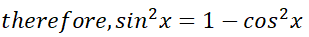 therefore, sin²x = 1 − cos²x